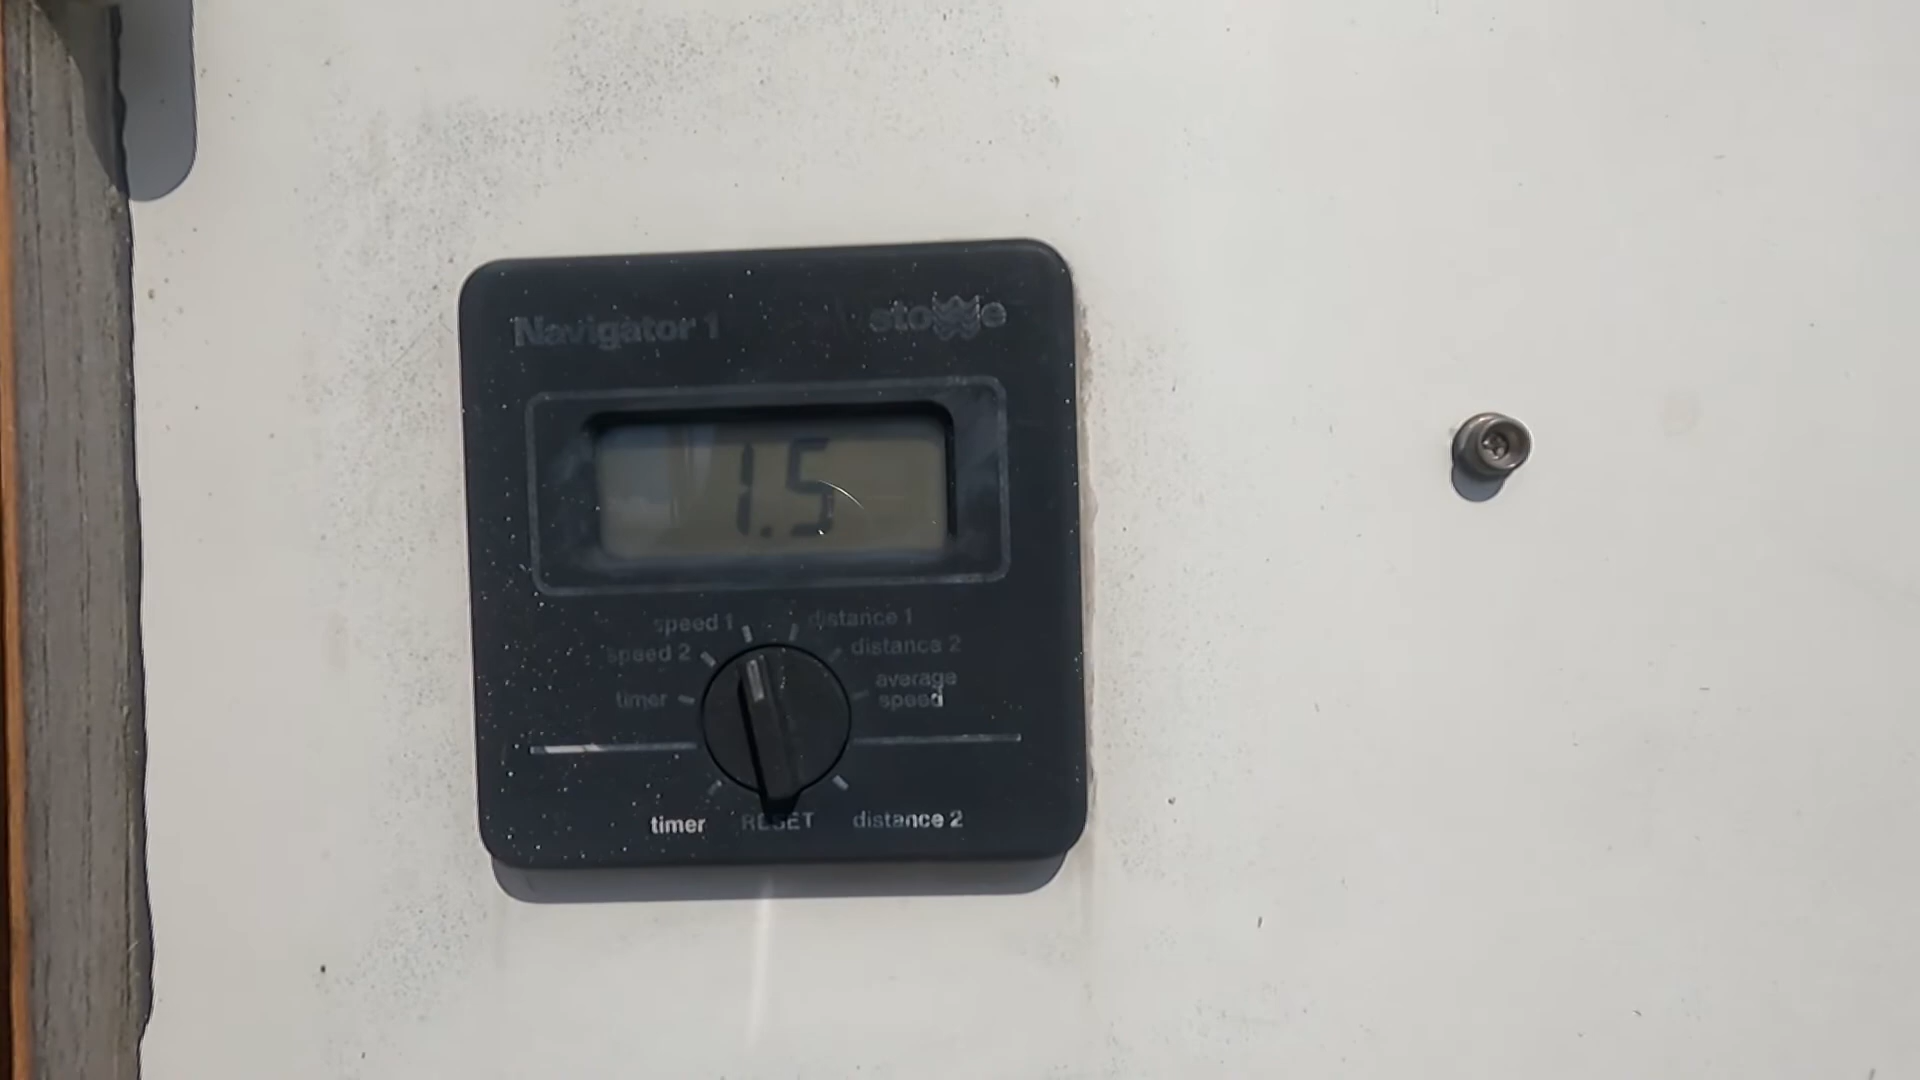 Navigator 1
stowe
1.5
speed 1
distance 1
speed 2
distance 2
timer
average
speed
timer
RESET
distance 2